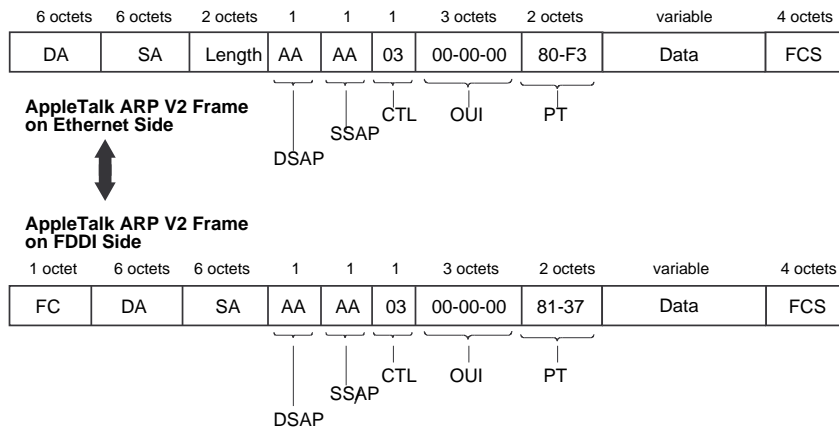 6 octets 6 octets 2 octets 1 1 1 3 octets 2 octets variable 4 octets
DA SA Length AA AA 03 00-00-00 80-F3 Data FCS
AppleTalk ARP V2 Frame
on Ethernet Side
CTL OUI PT
SSAP
DSAP
AppleTalk ARP V2 Frame
on FDDI Side
1 octet 6 octets 6 octets 1 1 1 3 octets 2 octets variable 4 octets
FC DA SA AA AA 03 00-00-00 81-37 Data FCS
CTL OUI PT
SSAP
DSAP